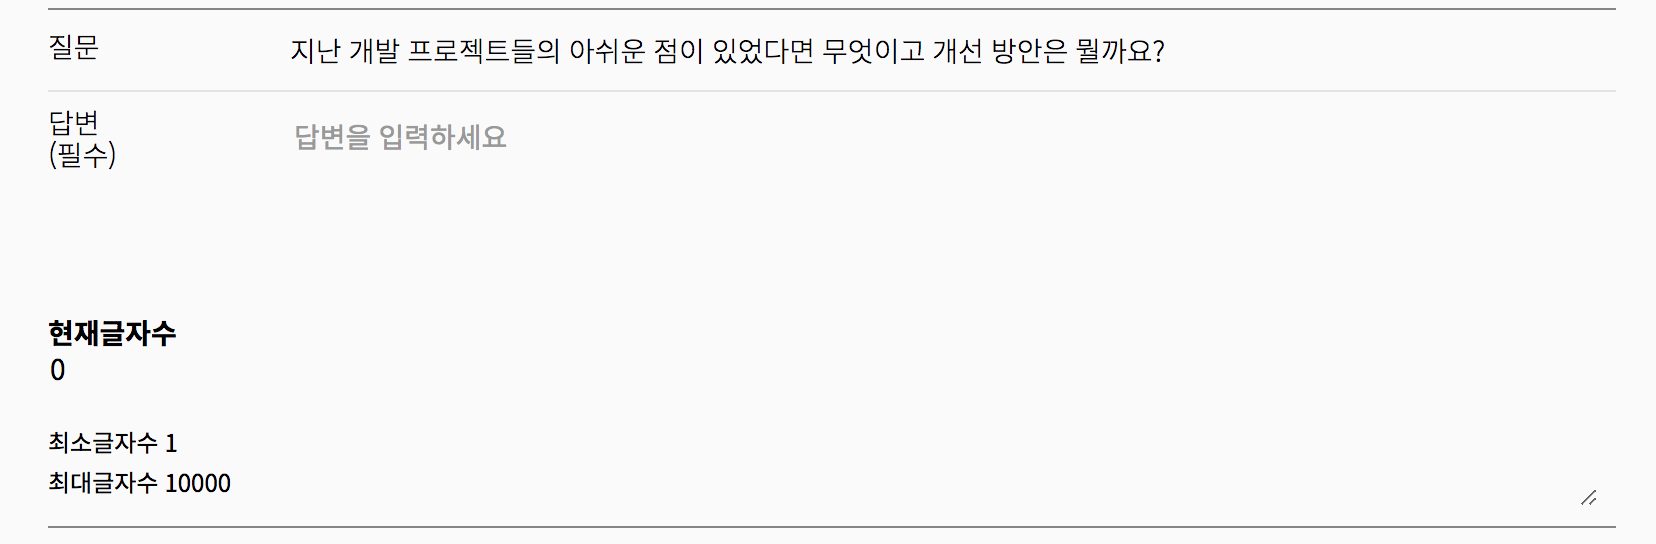 질문
지난 개발 프로젝트들의 아쉬운 점이 있었다면 무엇이고 개선 방안은 뭘까요?
답변
(필수)
답변을 입력하세요
현재글자수
0
최소글자수 1
최대글자수 10000